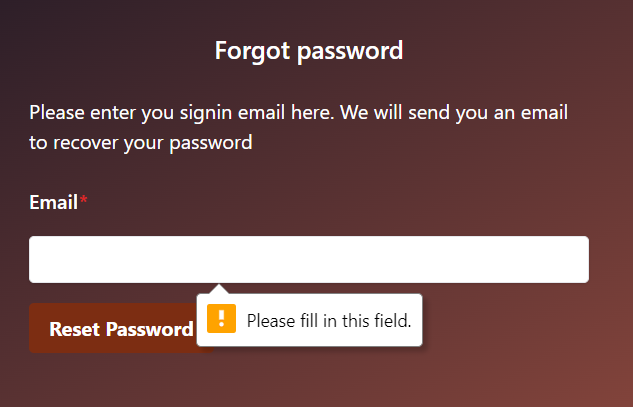 Forgot password
Please enter you signin email here. We will send you an email
to recover your password
Email*
Reset Password
Please fill in this field.